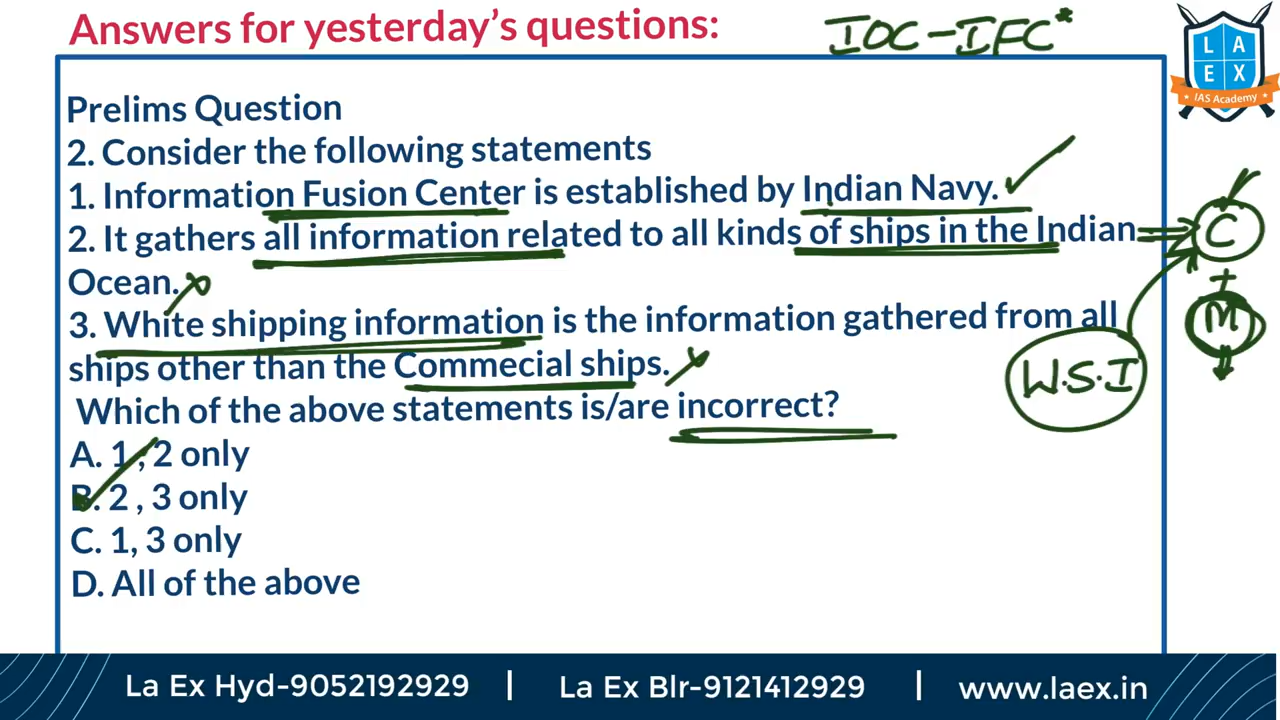 Answers for yesterday's questions:
IOC-IFC*
L A
E X
IAS Academy
Prelims Question
2. Consider the following statements
1. Information Fusion Center is established by Indian Navy.
2. It gathers all information related to all kinds of ships in the Indian
Ocean.
C
+
M
3. White shipping information is the information gathered from all
ships other than the Commecial ships.
W.S.I
Which of the above statements is/are incorrect?
A. 1 , 2 only
B. 2 , 3 only
C. 1, 3 only
D. All of the above
La Ex Hyd-9052192929 | La Ex Blr-9121412929 | www.laex.in